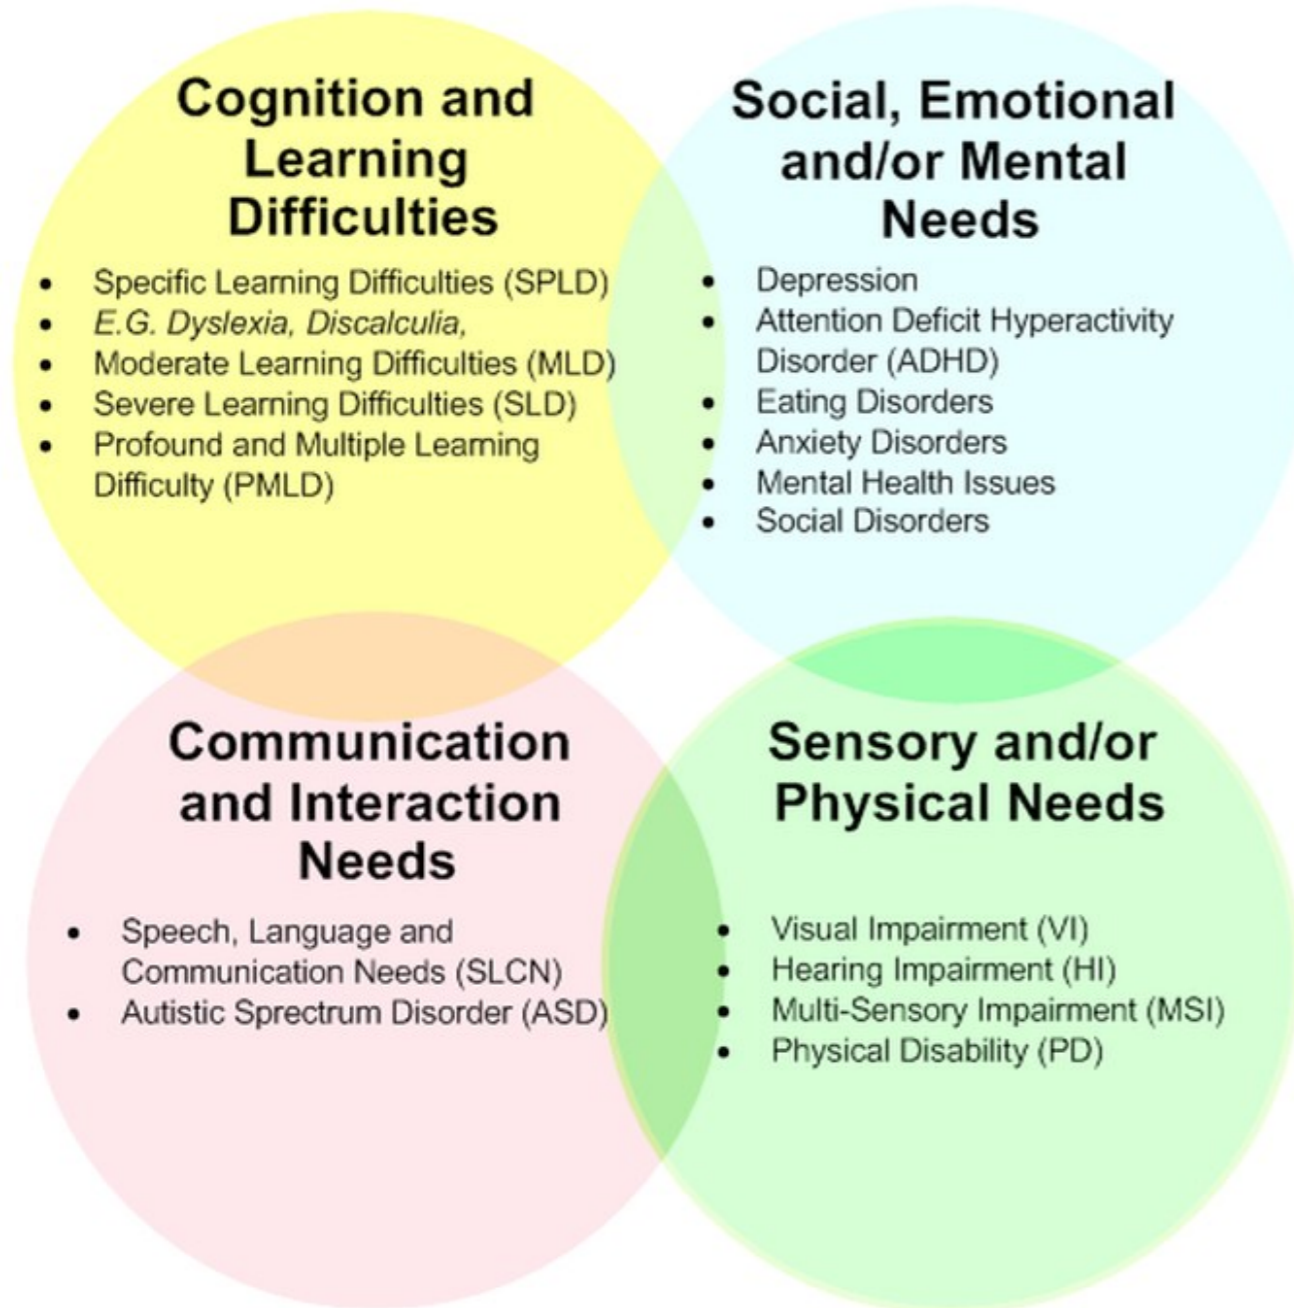 Cognition and
Learning
Difficulties
• Specific Learning Difficulties (SPLD)
• E.G. Dyslexia, Discalculia,
• Moderate Learning Difficulties (MLD)
• Severe Learning Difficulties (SLD)
• Profound and Multiple Learning
Difficulty (PMLD)
Social, Emotional
and/or Mental
Needs
• Depression
• Attention Deficit Hyperactivity
Disorder (ADHD)
• Eating Disorders
• Anxiety Disorders
• Mental Health Issues
• Social Disorders
Communication
and Interaction
Needs
• Speech, Language and
Communication Needs (SLCN)
• Autistic Sprectrum Disorder (ASD)
Sensory and/or
Physical Needs
• Visual Impairment (VI)
• Hearing Impairment (HI)
• Multi-Sensory Impairment (MSI)
• Physical Disability (PD)